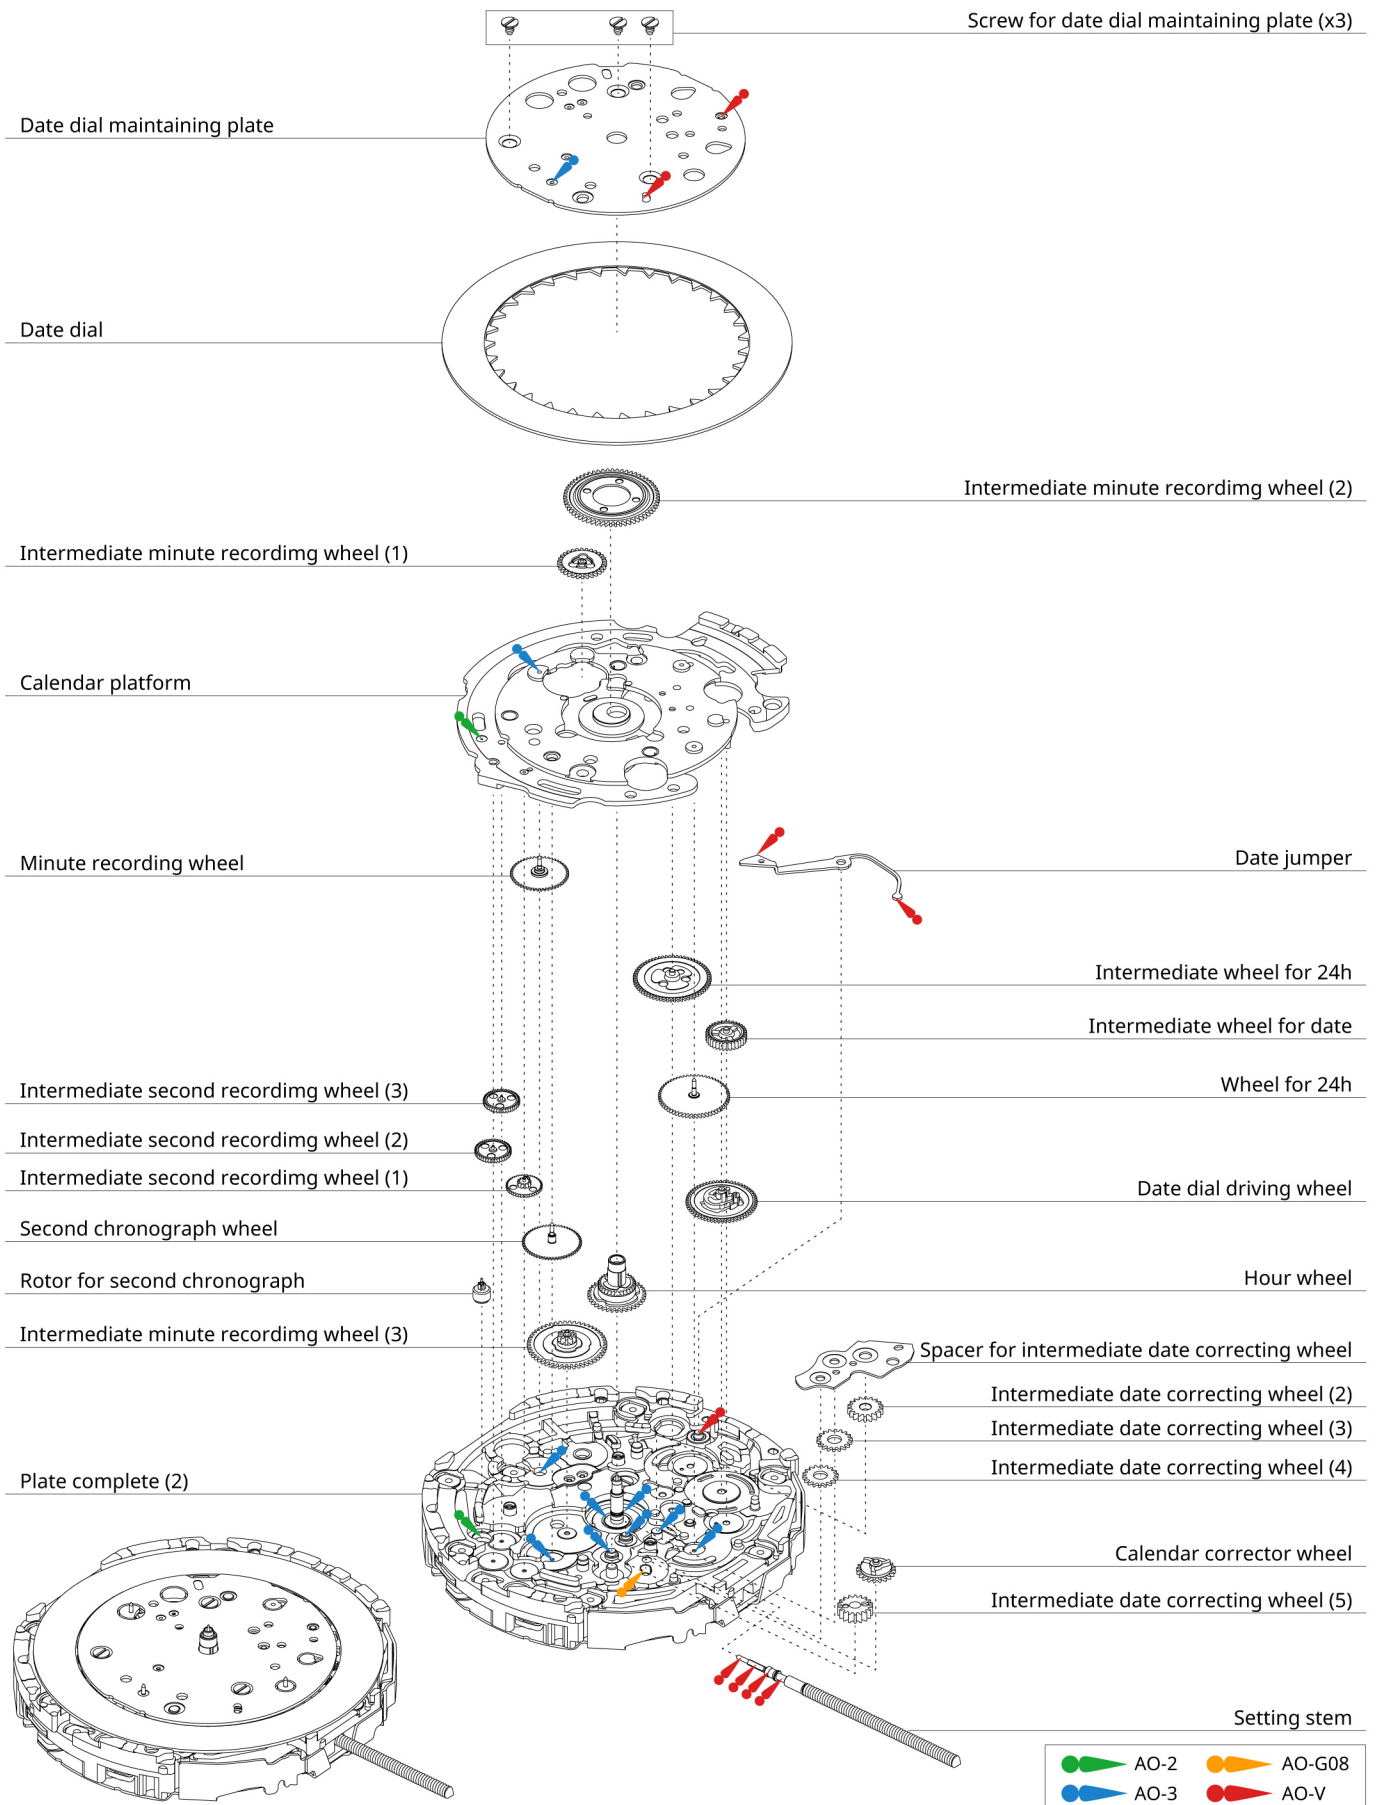 Screw for date dial maintaining plate (x3)
Date dial maintaining plate
Date dial
Intermediate minute recordimg wheel (2)
Intermediate minute recordimg wheel (1)
Calendar platform
Minute recording wheel
Date jumper
Intermediate wheel for 24h
Intermediate wheel for date
Intermediate second recordimg wheel (3)
Wheel for 24h
Intermediate second recordimg wheel (2)
Intermediate second recordimg wheel (1)
Date dial driving wheel
Second chronograph wheel
Rotor for second chronograph
Hour wheel
Intermediate minute recordimg wheel (3)
Spacer for intermediate date correcting wheel
Intermediate date correcting wheel (2)
Intermediate date correcting wheel (3)
Intermediate date correcting wheel (4)
Plate complete (2)
Calendar corrector wheel
Intermediate date correcting wheel (5)
Setting stem
AO-2 AO-G08
AO-3 AO-V